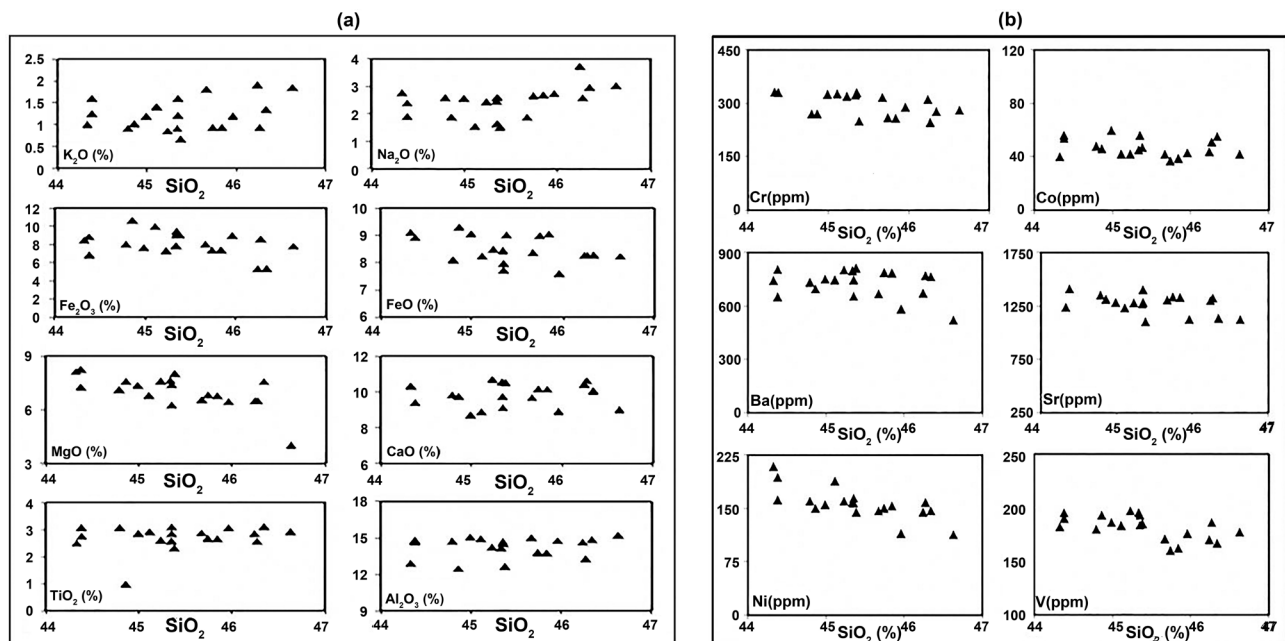 (a)
2.5
2
1.5
1
0.5
0
K₂O (%)
44 45 46 47
SiO₂
4
3
2
1
0
Na₂O (%)
44 45 46 47
SiO₂
12
10
8
6
4
2
0
Fe₂O₃ (%)
44 45 46 47
SiO₂
10
9
8
7
6
FeO (%)
44 45 46 47
SiO₂
9
6
3
MgO (%)
44 45 46 47
SiO₂
12
10
8
6
CaO (%)
44 45 46 47
SiO₂
4
3
2
1
0
TiO₂ (%)
44 45 46 47
SiO₂
18
15
12
9
Al₂O₃ (%)
44 45 46 47
SiO₂
(b)
450
300
150
0
Cr(ppm)
44 45 46 47
SiO₂ (%)
120
80
40
0
Co(ppm)
44 45 46 47
SiO₂ (%)
900
600
300
0
Ba(ppm)
44 45 46 47
SiO₂ (%)
1750
1250
750
250
Sr(ppm)
44 45 46 47
SiO₂ (%)
225
150
75
0
Ni(ppm)
44 45 46 47
SiO₂ (%)
250
200
150
100
V(ppm)
44 45 46 47
SiO₂ (%)